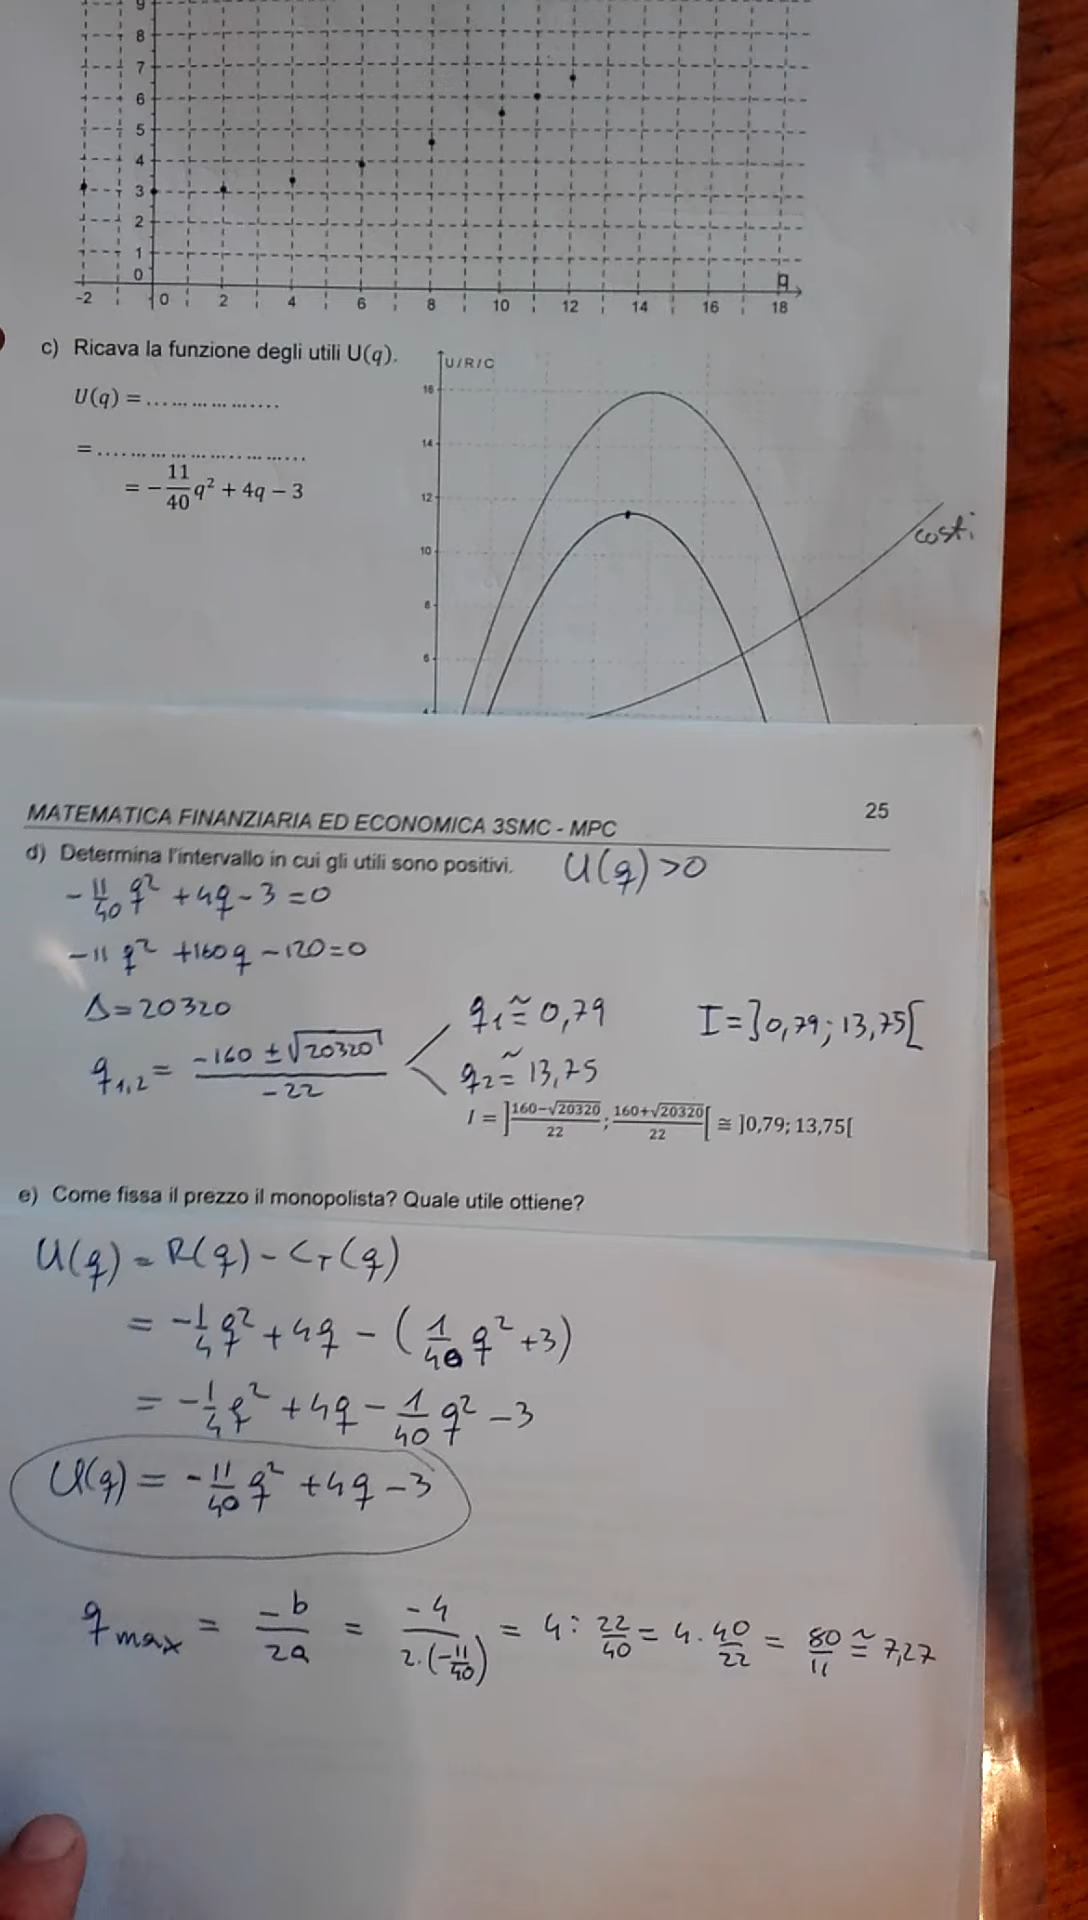 9
8
7
6
5
4
3
2
1
0
-2 0 2 4 6 8 10 12 14 16 18
q
c) Ricava la funzione degli utili U(q).
U(q) = ..................
= ...........................
= -11/40 q² + 4q - 3
U/R/C
16
14
12
10
8
6
4
costi
MATEMATICA FINANZIARIA ED ECONOMICA 3SMC - MPC 25
d) Determina l'intervallo in cui gli utili sono positivi. U(q) >0
-11/40 q² +4q -3 =0
-11 q² +160q -120=0
Δ=20320
q1,2 = (-160 ±√20320)/-22
q1 ≅ 0,79
q2 ≅ 13,75
I = ]0,79; 13,75[
I = ](160-√20320)/22 ; (160+√20320)/22[ ≅ ]0,79; 13,75[
e) Come fissa il prezzo il monopolista? Quale utile ottiene?
U(q) = R(q) - CT(q)
= -1/4 q² + 4q - (1/40 q² +3)
= -1/4 q² +4q - 1/40 q² -3
U(q) = -11/40 q² +4q -3
qmax = -b/2a = -4/2·(-11/40) = 4 : 22/40 = 4 · 40/22 = 80/11 ≅ 7,27